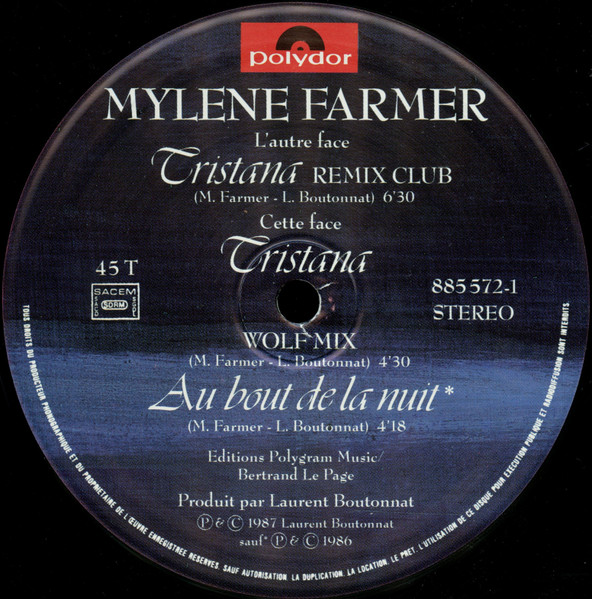 polydor
MYLENE FARMER
L'autre face
Tristana REMIX CLUB
(M. Farmer - L. Boutonnat) 6'30
Cette face
Tristana
45 T
885 572-1
SACEM
SACD SDRM SGDL
STEREO
WOLF MIX
(M. Farmer - L. Boutonnat) 4'30
Au bout de la nuit*
(M. Farmer - L. Boutonnat) 4'18
Editions Polygram Music/
Bertrand Le Page
Produit par Laurent Boutonnat
Ⓟ & © 1987 Laurent Boutonnat
sauf* Ⓟ & © 1986
TOUS DROITS DU PRODUCTEUR PHONOGRAPHIQUE ET DU PROPRIETAIRE DE L'ŒUVRE ENREGISTREE RESERVES. SAUF AUTORISATION. LA DUPLICATION. LA LOCATION. LE PRET. L'UTILISATION DE CE DISQUE POUR EXECUTION PUBLIQUE ET RADIODIFFUSION SONT INTERDITS.